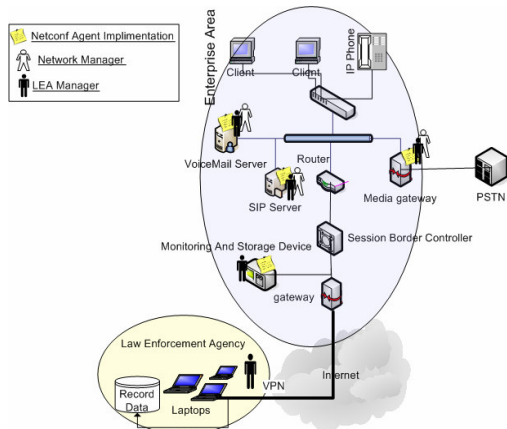 Netconf Agent Implimentation
Network Manager
LEA Manager
Enterprise Area
Client
Client
IP Phone
VoiceMail Server
Router
SIP Server
Media gateway
PSTN
Session Border Controller
Monitoring And Storage Device
gateway
Law Enforcement Agency
Internet
VPN
Record
Data
Laptops